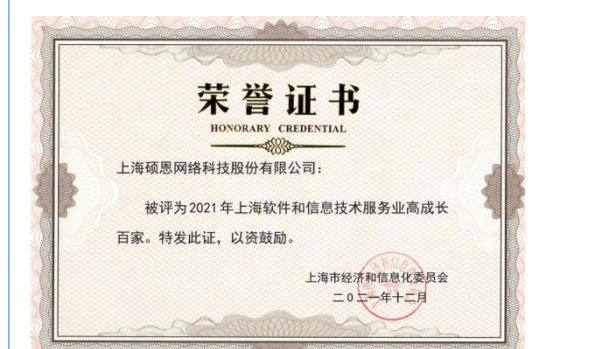 荣誉证书
HONORARY CREDENTIAL
上海硕恩网络科技股份有限公司：
被评为2021年上海软件和信息技术服务业高成长
百家。特发此证，以资鼓励。
上海市经济和信息化委员会
二0二一年十二月